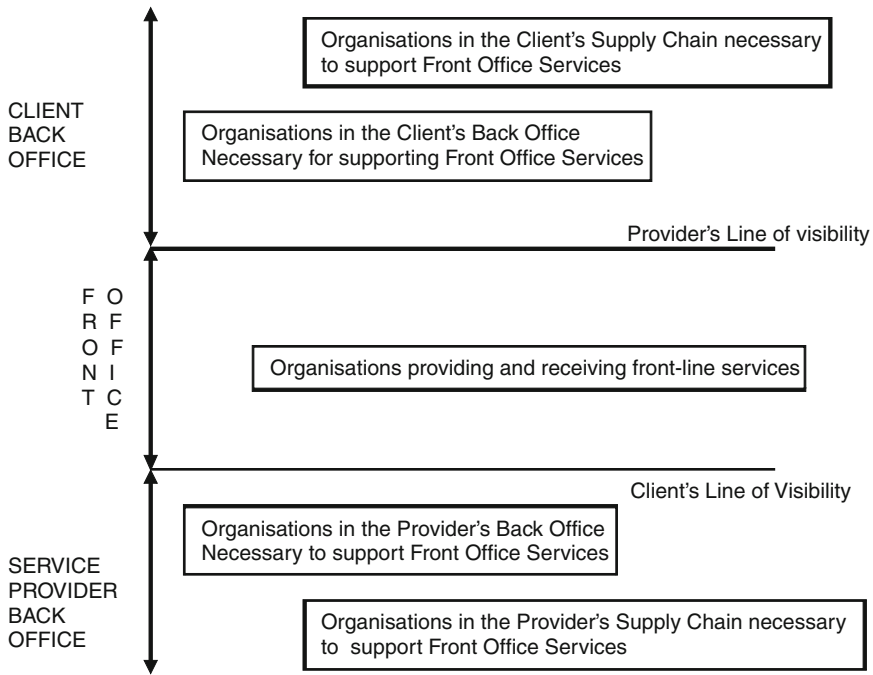 Organisations in the Client's Supply Chain necessary
to support Front Office Services
CLIENT
BACK
OFFICE
Organisations in the Client's Back Office
Necessary for supporting Front Office Services
Provider's Line of visibility
FRONT
OFFICE
Organisations providing and receiving front-line services
Client's Line of Visibility
Organisations in the Provider's Back Office
Necessary to support Front Office Services
SERVICE
PROVIDER
BACK
OFFICE
Organisations in the Provider's Supply Chain necessary
to support Front Office Services